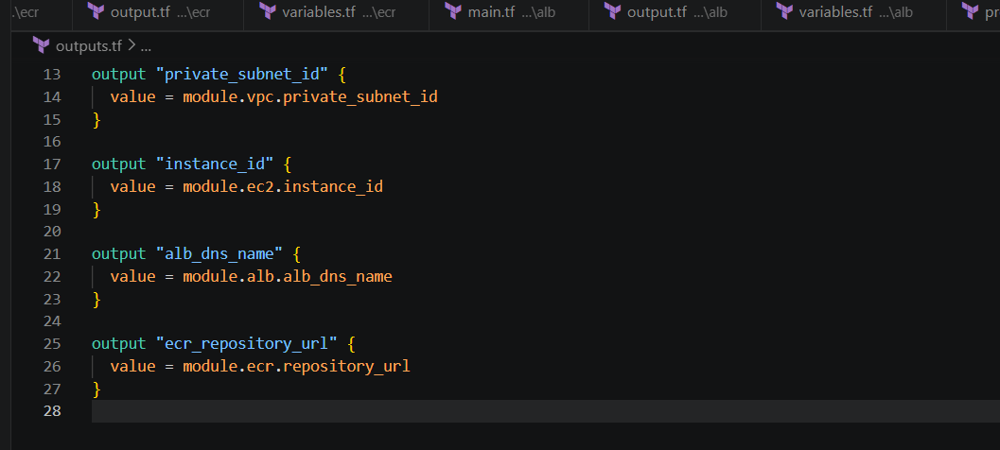 .\ecr output.tf ...\ecr variables.tf ...\ecr main.tf ...\alb output.tf ...\alb variables.tf ...\alb
outputs.tf > ...
13 output "private_subnet_id" {
14 value = module.vpc.private_subnet_id
15 }
16
17 output "instance_id" {
18 value = module.ec2.instance_id
19 }
20
21 output "alb_dns_name" {
22 value = module.alb.alb_dns_name
23 }
24
25 output "ecr_repository_url" {
26 value = module.ecr.repository_url
27 }
28